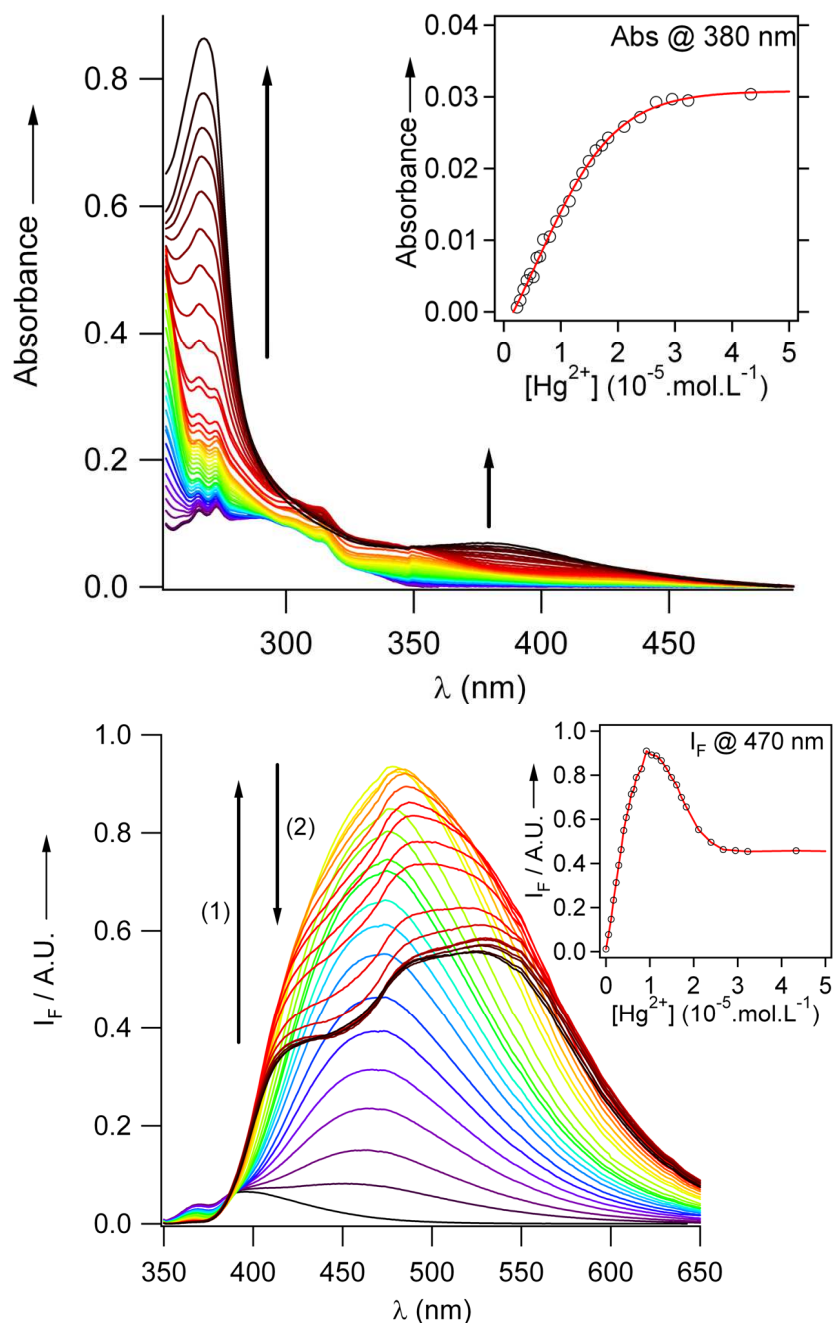 Abs @ 380 nm
Absorbance
0.8
0.6
0.4
0.2
0.0
300
350
400
450
λ (nm)
Absorbance
0.04
0.03
0.02
0.01
0.00
0 1 2 3 4 5
[Hg2+] (10-5.mol.L-1)
IF / A.U.
1.0
0.8
0.6
0.4
0.2
0.0
(1)
(2)
350 400 450 500 550 600 650
λ (nm)
IF @ 470 nm
IF / A.U.
1.0
0.8
0.6
0.4
0.2
0.0
0 1 2 3 4 5
[Hg2+] (10-5.mol.L-1)